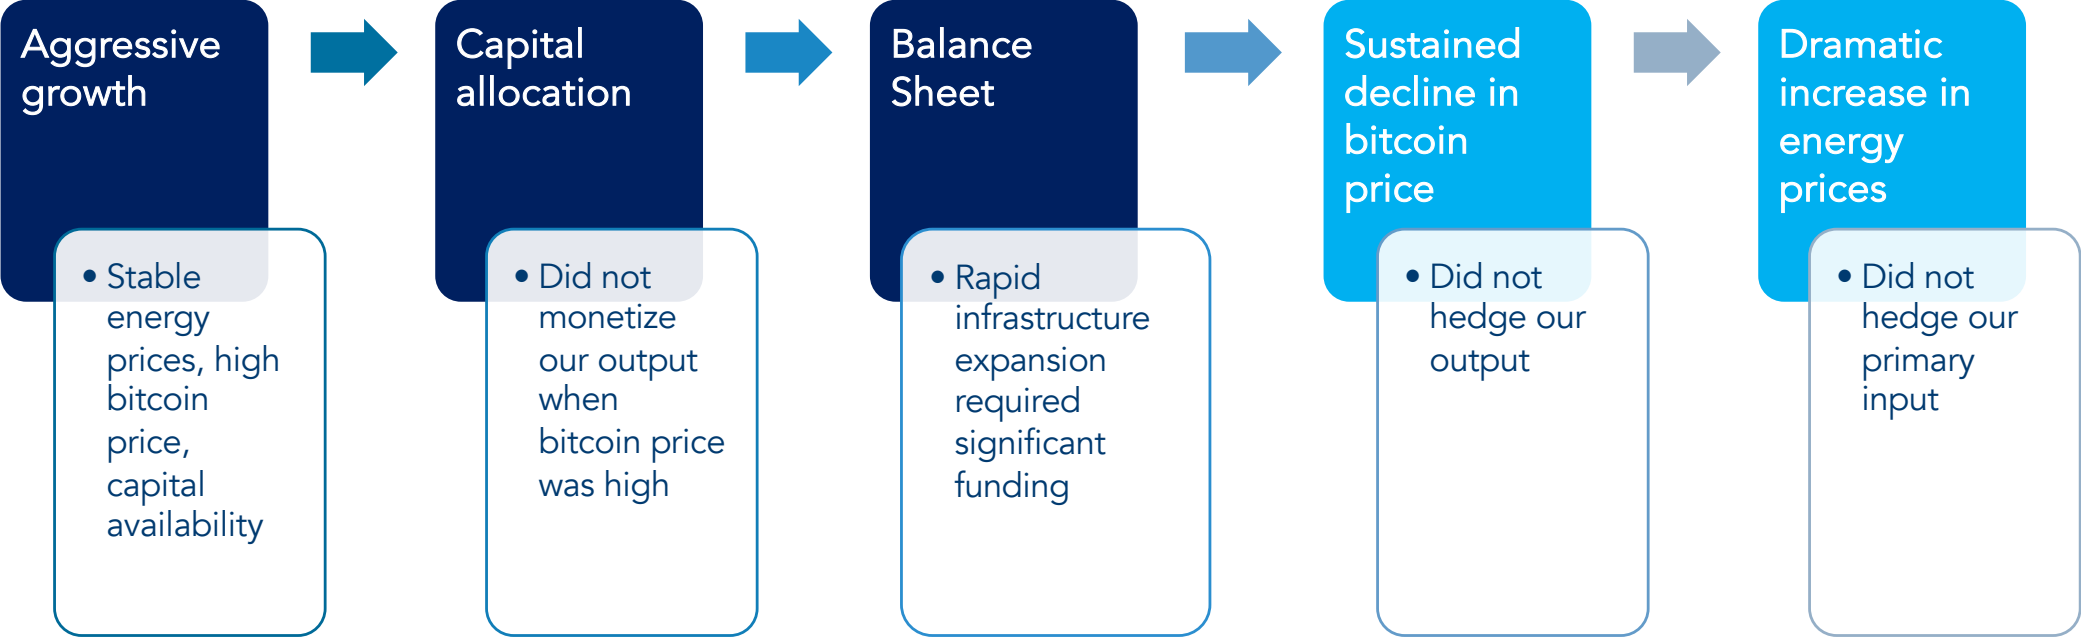 Aggressive
growth
Capital
allocation
Balance
Sheet
Sustained
decline in
bitcoin
price
Dramatic
increase in
energy
prices
• Stable
energy
prices, high
bitcoin
price,
capital
availability
• Did not
monetize
our output
when
bitcoin price
was high
• Rapid
infrastructure
expansion
required
significant
funding
• Did not
hedge our
output
• Did not
hedge our
primary
input